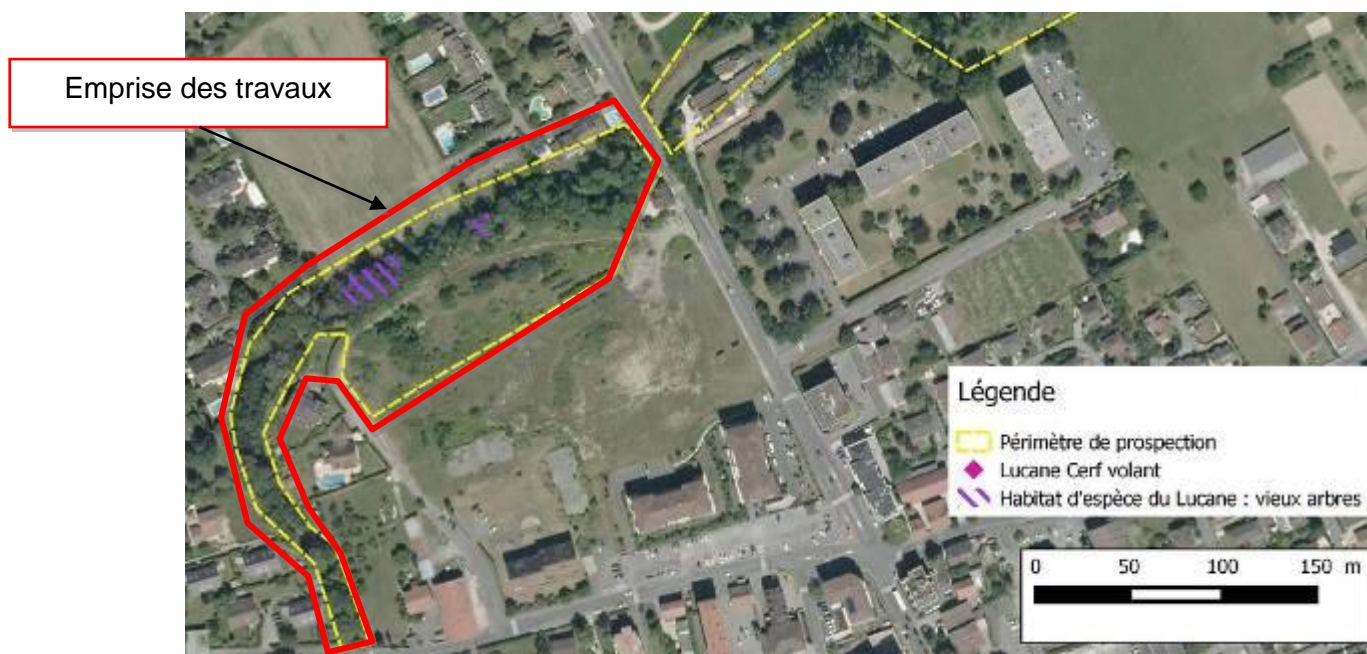 Emprise des travaux
Légende
Périmètre de prospection
Lucane Cerf volant
Habitat d'espèce du Lucane : vieux arbres
0 50 100 150 m